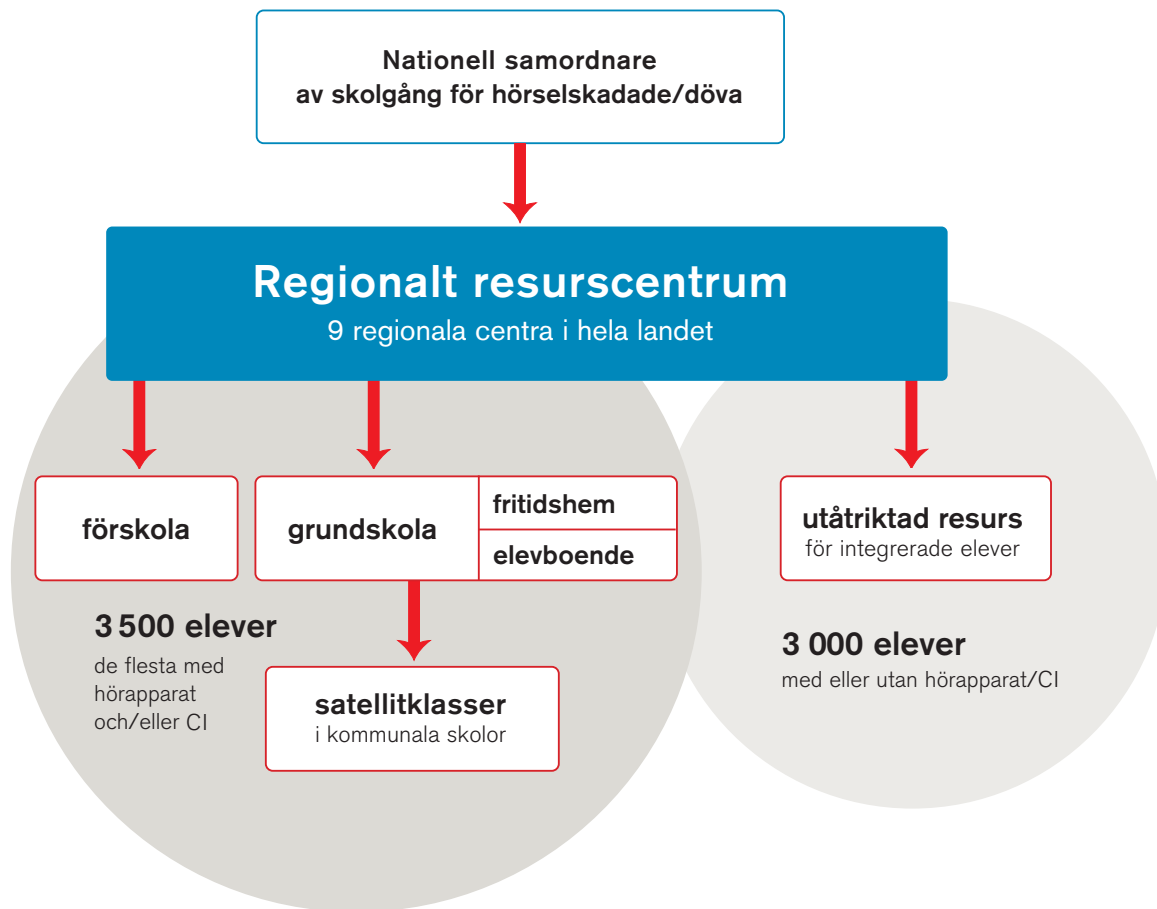 Nationell samordnare
av skolgång för hörselskadade/döva
Regionalt resurscentrum
9 regionala centra i hela landet
förskola
grundskola
fritidshem
elevboende
utåtriktad resurs
för integrerade elever
3 500 elever
de flesta med
hörapparat
och/eller CI
satellitklasser
i kommunala skolor
3 000 elever
med eller utan hörapparat/CI